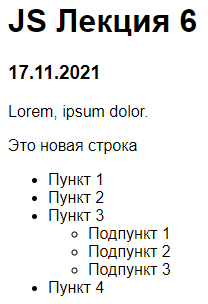 JS Лекция 6
17.11.2021
Lorem, ipsum dolor.
Это новая строка
Пункт 1
Пункт 2
Пункт 3
Подпункт 1
Подпункт 2
Подпункт 3
Пункт 4